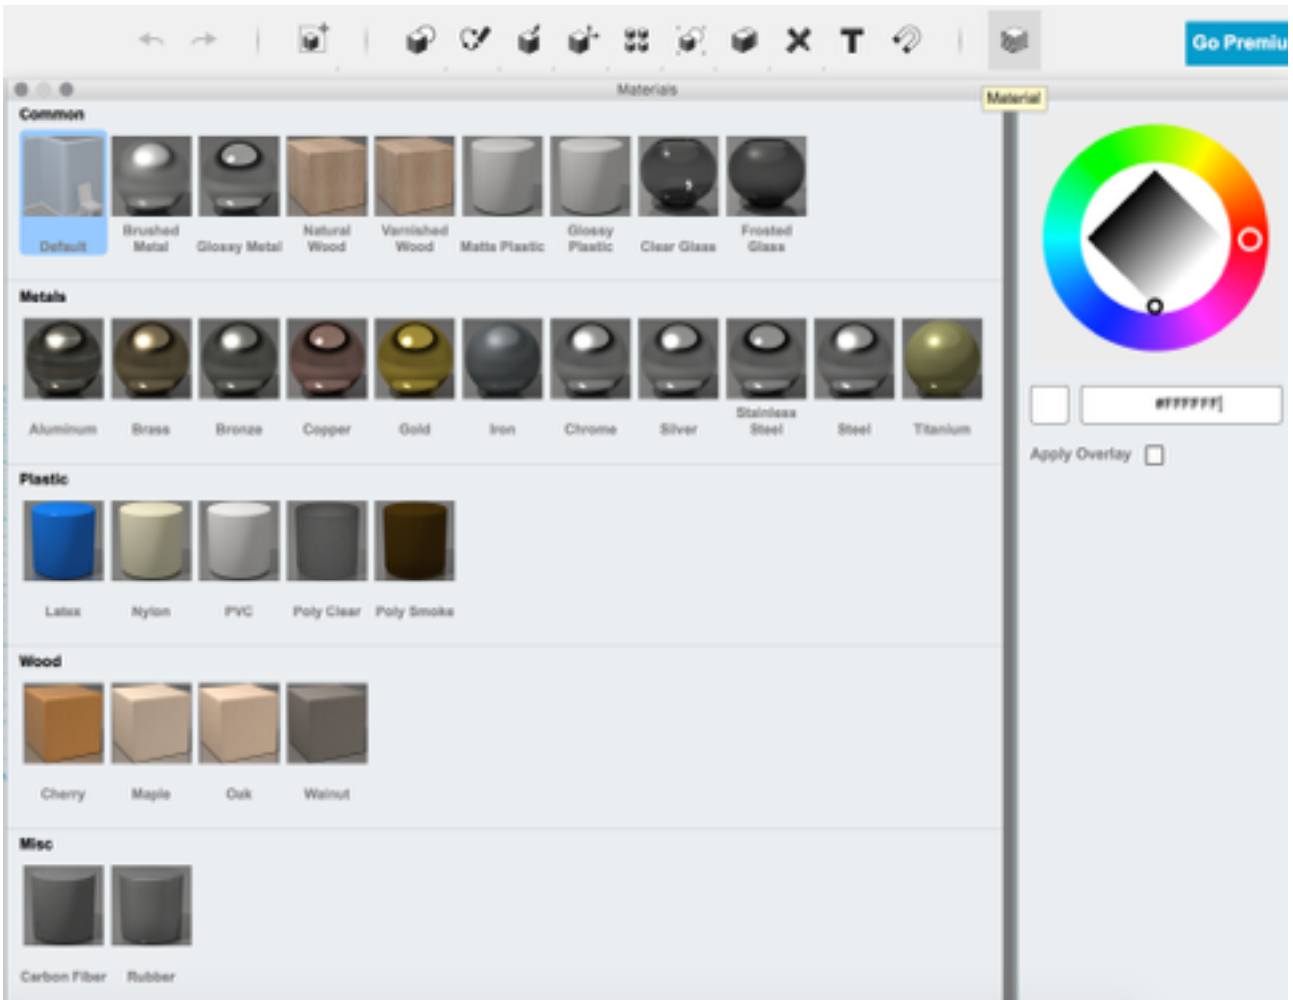 Go Premiu
Materials
Material
Common
Default
Brushed
Metal
Glossy Metal
Natural
Wood
Varnished
Wood
Matte Plastic
Glossy
Plastic
Clear Glass
Frosted
Glass
Metals
Aluminum
Brass
Bronze
Copper
Gold
Iron
Chrome
Silver
Stainless
Steel
Steel
Titanium
#FFFFFF
Apply Overlay
Plastic
Latex
Nylon
PVC
Poly Clear
Poly Smoke
Wood
Cherry
Maple
Oak
Walnut
Misc
Carbon Fiber
Rubber